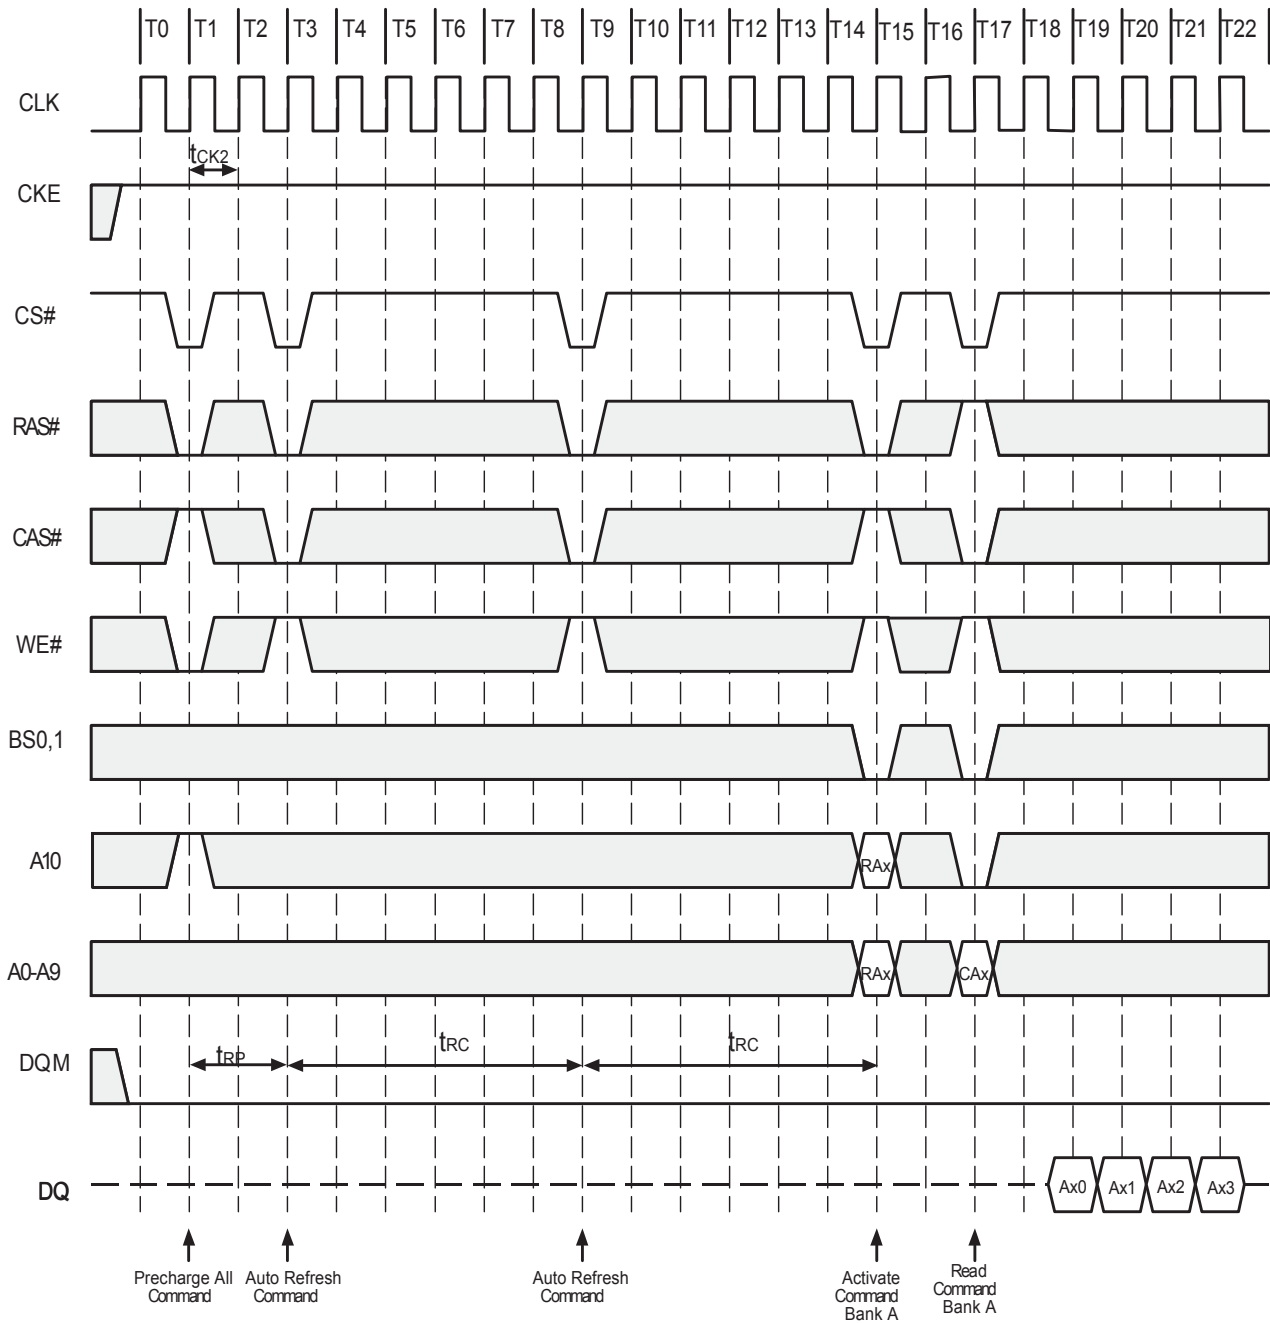 T0 T1 T2 T3 T4 T5 T6 T7 T8 T9 T10 T11 T12 T13 T14 T15 T16 T17 T18 T19 T20 T21 T22
CLK
tCK2
CKE
CS#
RAS#
CAS#
WE#
BS0,1
A10
RAx
A0-A9
RAx CAx
DQM
tRP tRC tRC
DQ
Ax0 Ax1 Ax2 Ax3
Precharge All
Command
Auto Refresh
Command
Auto Refresh
Command
Activate
Command
Bank A
Read
Command
Bank A